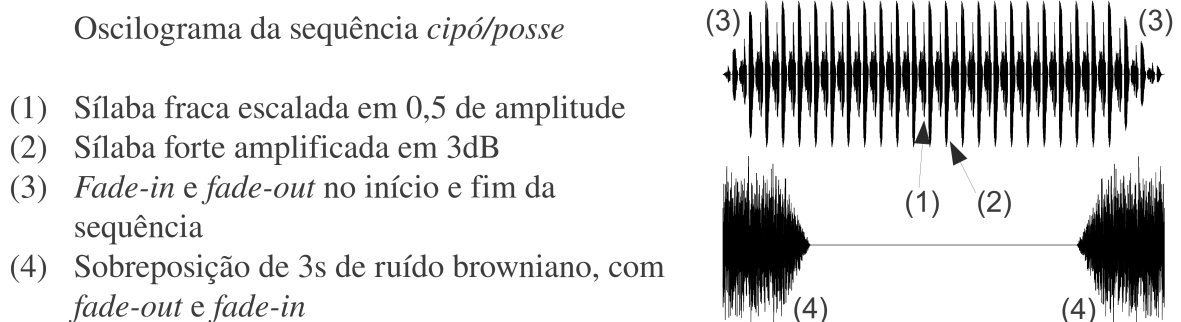 Oscilograma da sequência cipó/posse
(1) Sílaba fraca escalada em 0,5 de amplitude
(2) Sílaba forte amplificada em 3dB
(3) Fade-in e fade-out no início e fim da
sequência
(4) Sobreposição de 3s de ruído browniano, com
fade-out e fade-in
(3) (3)
(1) (2)
(4) (4)